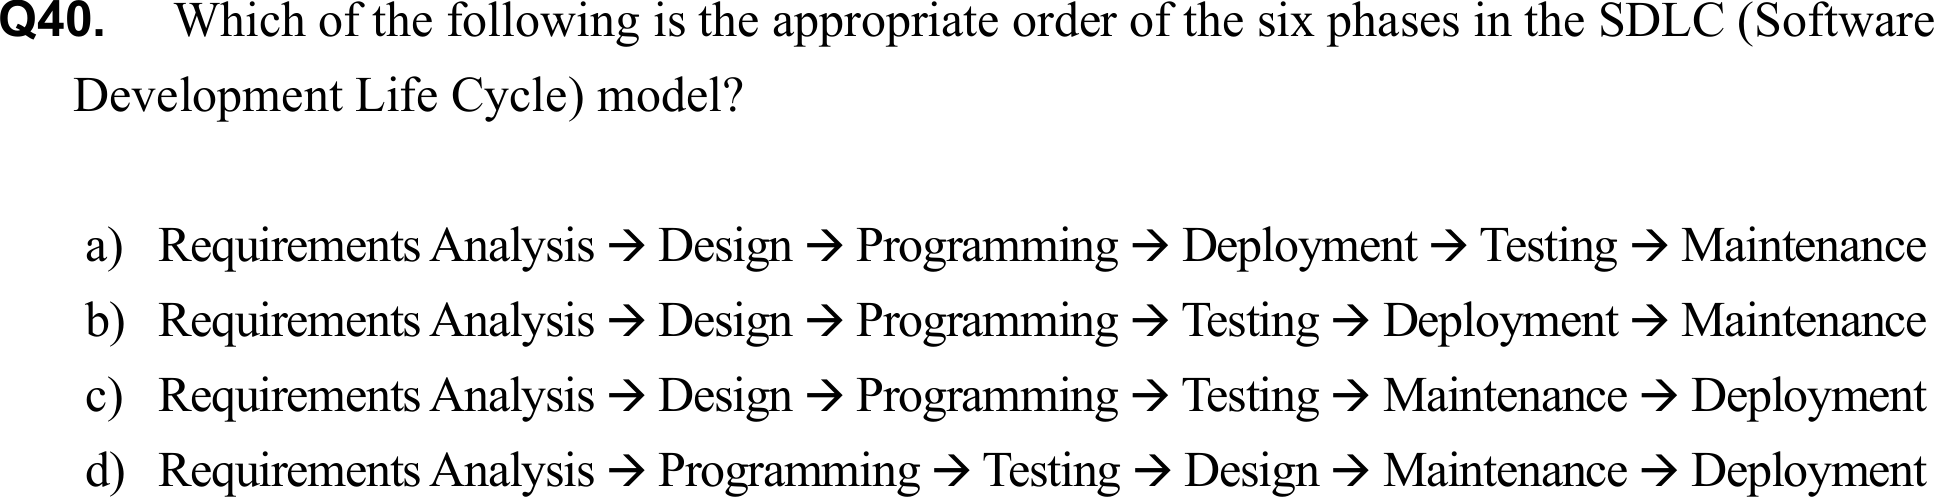 Q40. Which of the following is the appropriate order of the six phases in the SDLC (Software
Development Life Cycle) model?
a) Requirements Analysis → Design → Programming → Deployment → Testing → Maintenance
b) Requirements Analysis → Design → Programming → Testing → Deployment → Maintenance
c) Requirements Analysis → Design → Programming → Testing → Maintenance → Deployment
d) Requirements Analysis → Programming → Testing → Design → Maintenance → Deployment